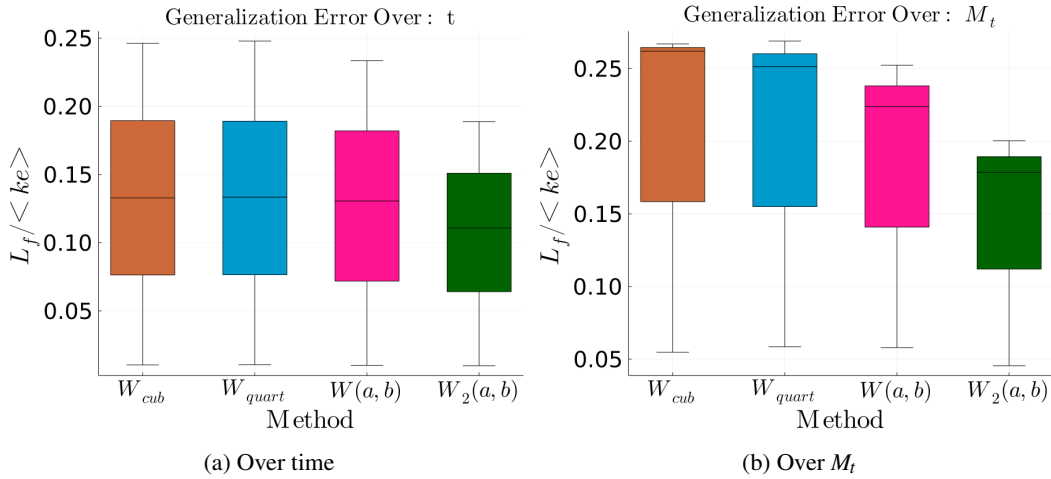 Generalization Error Over: t
0.25
0.20
0.15
0.10
0.05
L_f/<ke>
W_cub
W_quart
W(a, b)
W_2(a, b)
Method
(a) Over time
Generalization Error Over: M_t
0.25
0.20
0.15
0.10
0.05
L_f/<ke>
W_cub
W_quart
W(a, b)
W_2(a, b)
Method
(b) Over M_t